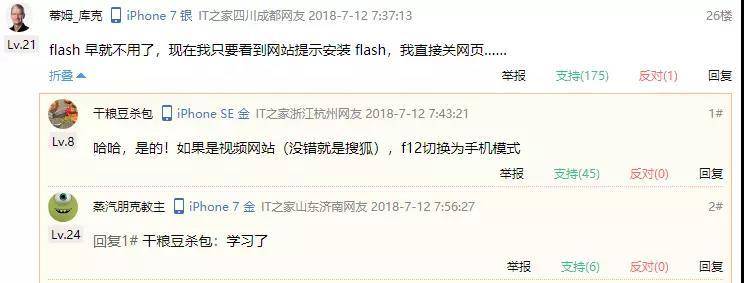 蒂姆_库克 iPhone 7 银 IT之家四川成都网友 2018-7-12 7:37:13 26楼
Lv.21
flash 早就不用了，现在我只要看到网站提示安装 flash，我直接关网页......
折叠 举报 支持(175) 反对(1) 回复
干粮豆杀包 iPhone SE 金 IT之家浙江杭州网友 2018-7-12 7:43:21 1#
Lv.8
哈哈，是的！如果是视频网站（没错就是搜狐），f12切换为手机模式
举报 支持(45) 反对(0) 回复
蒸汽朋克教主 iPhone 7 金 IT之家山东济南网友 2018-7-12 7:56:27 2#
Lv.24
回复1# 干粮豆杀包：学习了
举报 支持(6) 反对(0) 回复